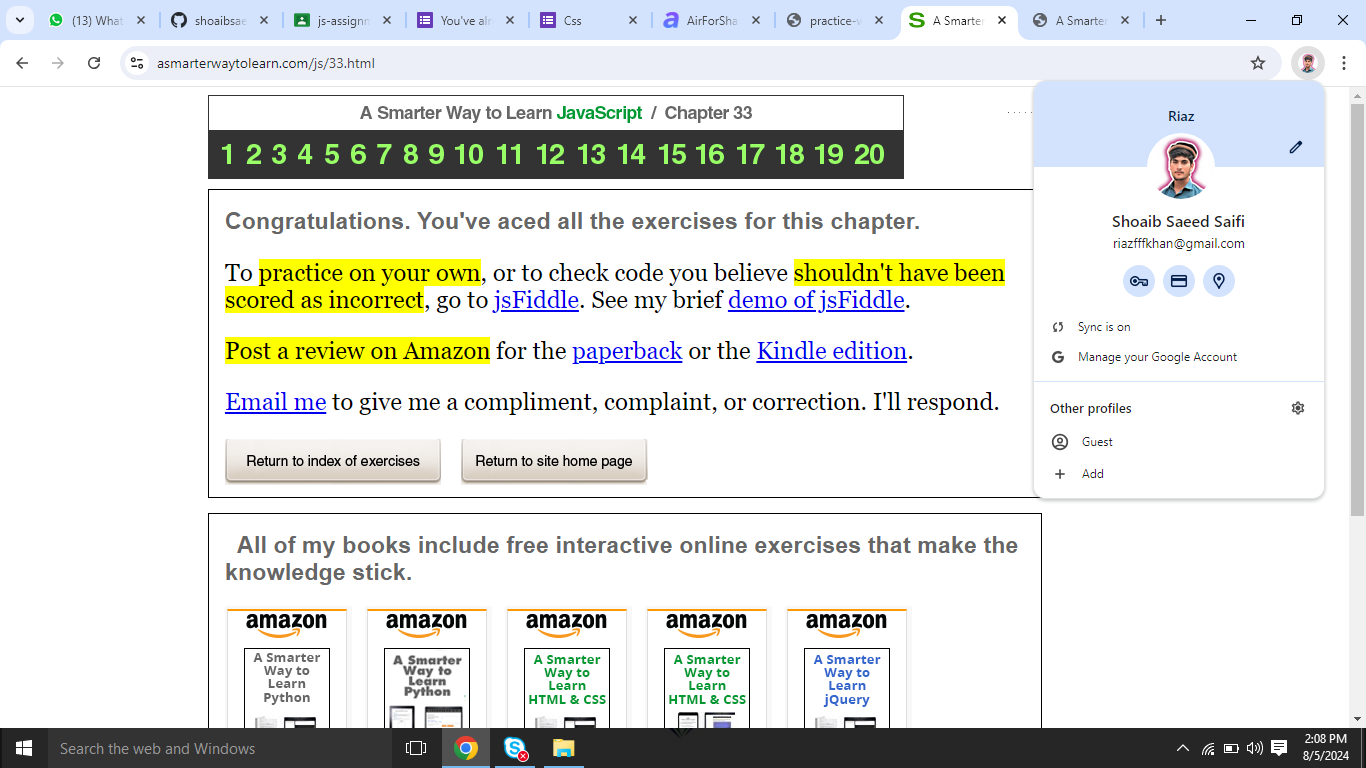 (13) What
shoaibsae
js-assignm
You've alr
Css
AirForSha
practice-w
A Smarter
A Smarter
asmarterwaytolearn.com/js/33.html
A Smarter Way to Learn JavaScript / Chapter 33
1 2 3 4 5 6 7 8 9 10 11 12 13 14 15 16 17 18 19 20
Congratulations. You've aced all the exercises for this chapter.
To practice on your own, or to check code you believe shouldn't have been
scored as incorrect, go to jsFiddle. See my brief demo of jsFiddle.
Post a review on Amazon for the paperback or the Kindle edition.
Email me to give me a compliment, complaint, or correction. I'll respond.
Return to index of exercises
Return to site home page
All of my books include free interactive online exercises that make the
knowledge stick.
amazon
A Smarter
Way to
Learn
Python
amazon
A Smarter
Way to
Learn
Python
amazon
A Smarter
Way to
Learn
HTML & CSS
amazon
A Smarter
Way to
Learn
HTML & CSS
amazon
A Smarter
Way to
Learn
jQuery
Riaz
Shoaib Saeed Saifi
riazfffkhan@gmail.com
Sync is on
Manage your Google Account
Other profiles
Guest
Add
Search the web and Windows
2:08 PM
8/5/2024